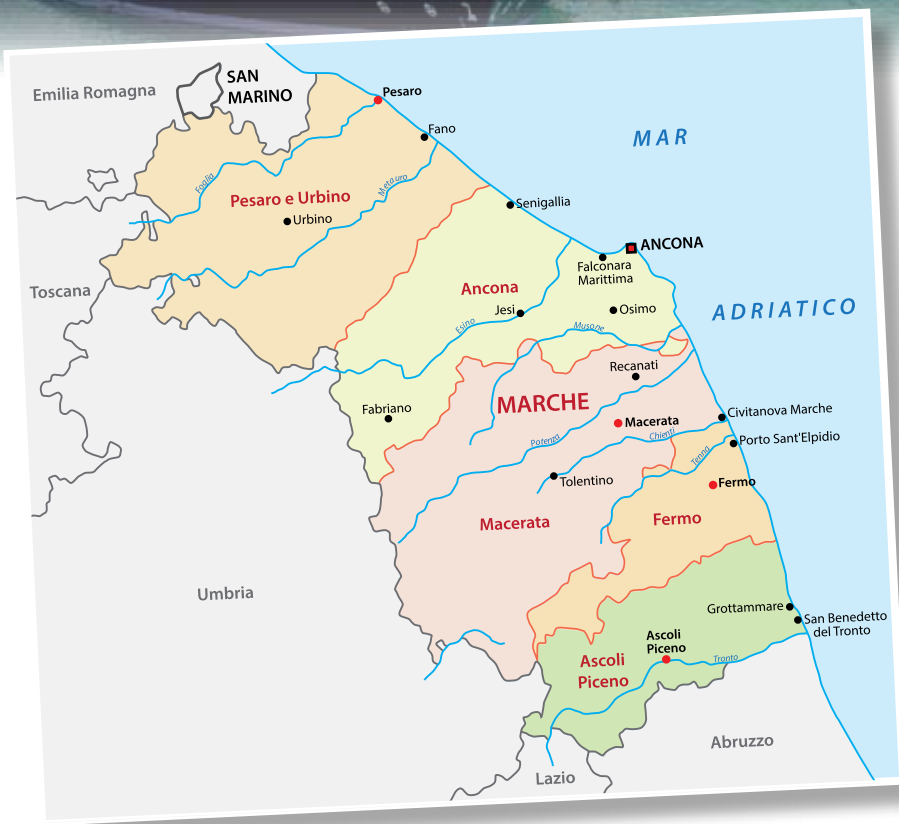 SAN
MARINO
Emilia Romagna
Pesaro
Fano
MAR
Foglia
Metauro
Pesaro e Urbino
Urbino
Senigallia
ANCONA
Falconara
Marittima
Toscana
Ancona
Jesi
Osimo
ADRIATICO
Esino
Musone
Recanati
MARCHE
Fabriano
Macerata
Civitanova Marche
Potenza
Chienti
Porto Sant'Elpidio
Tenna
Tolentino
Fermo
Macerata
Fermo
Umbria
Grottammare
San Benedetto
del Tronto
Ascoli
Piceno
Ascoli
Piceno
Tronto
Abruzzo
Lazio